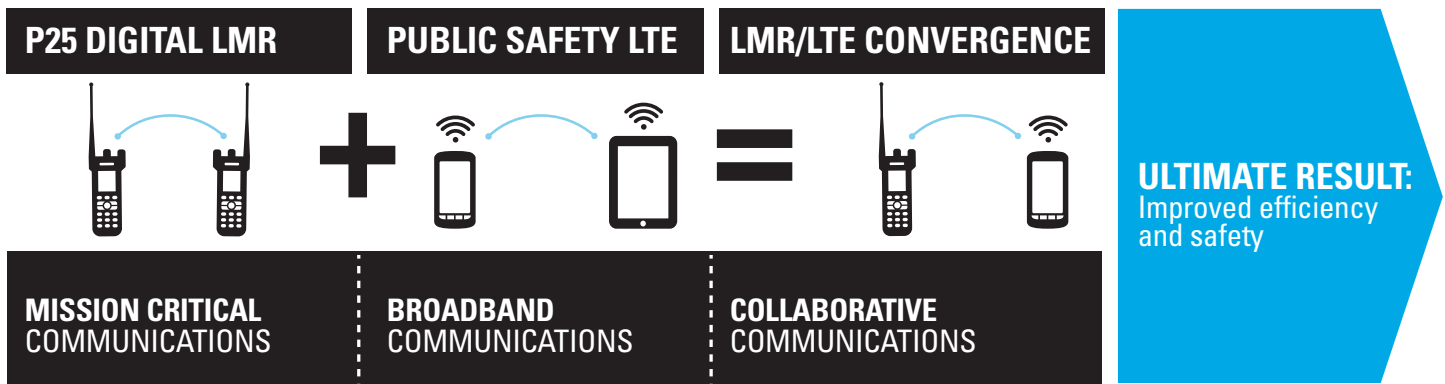 P25 DIGITAL LMR
PUBLIC SAFETY LTE
LMR/LTE CONVERGENCE
MISSION CRITICAL
COMMUNICATIONS
BROADBAND
COMMUNICATIONS
COLLABORATIVE
COMMUNICATIONS
ULTIMATE RESULT:
Improved efficiency
and safety